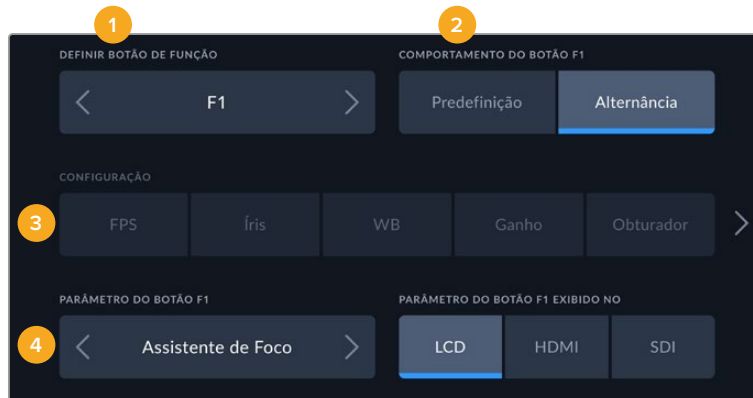 1
2
DEFINIR BOTÃO DE FUNÇÃO
COMPORTAMENTO DO BOTÃO F1
F1
Predefinição
Alternância
CONFIGURAÇÃO
3
FPS
Íris
WB
Ganho
Obturador
PARÂMETRO DO BOTÃO F1
PARÂMETRO DO BOTÃO F1 EXIBIDO NO
4
Assistente de Foco
LCD
HDMI
SDI